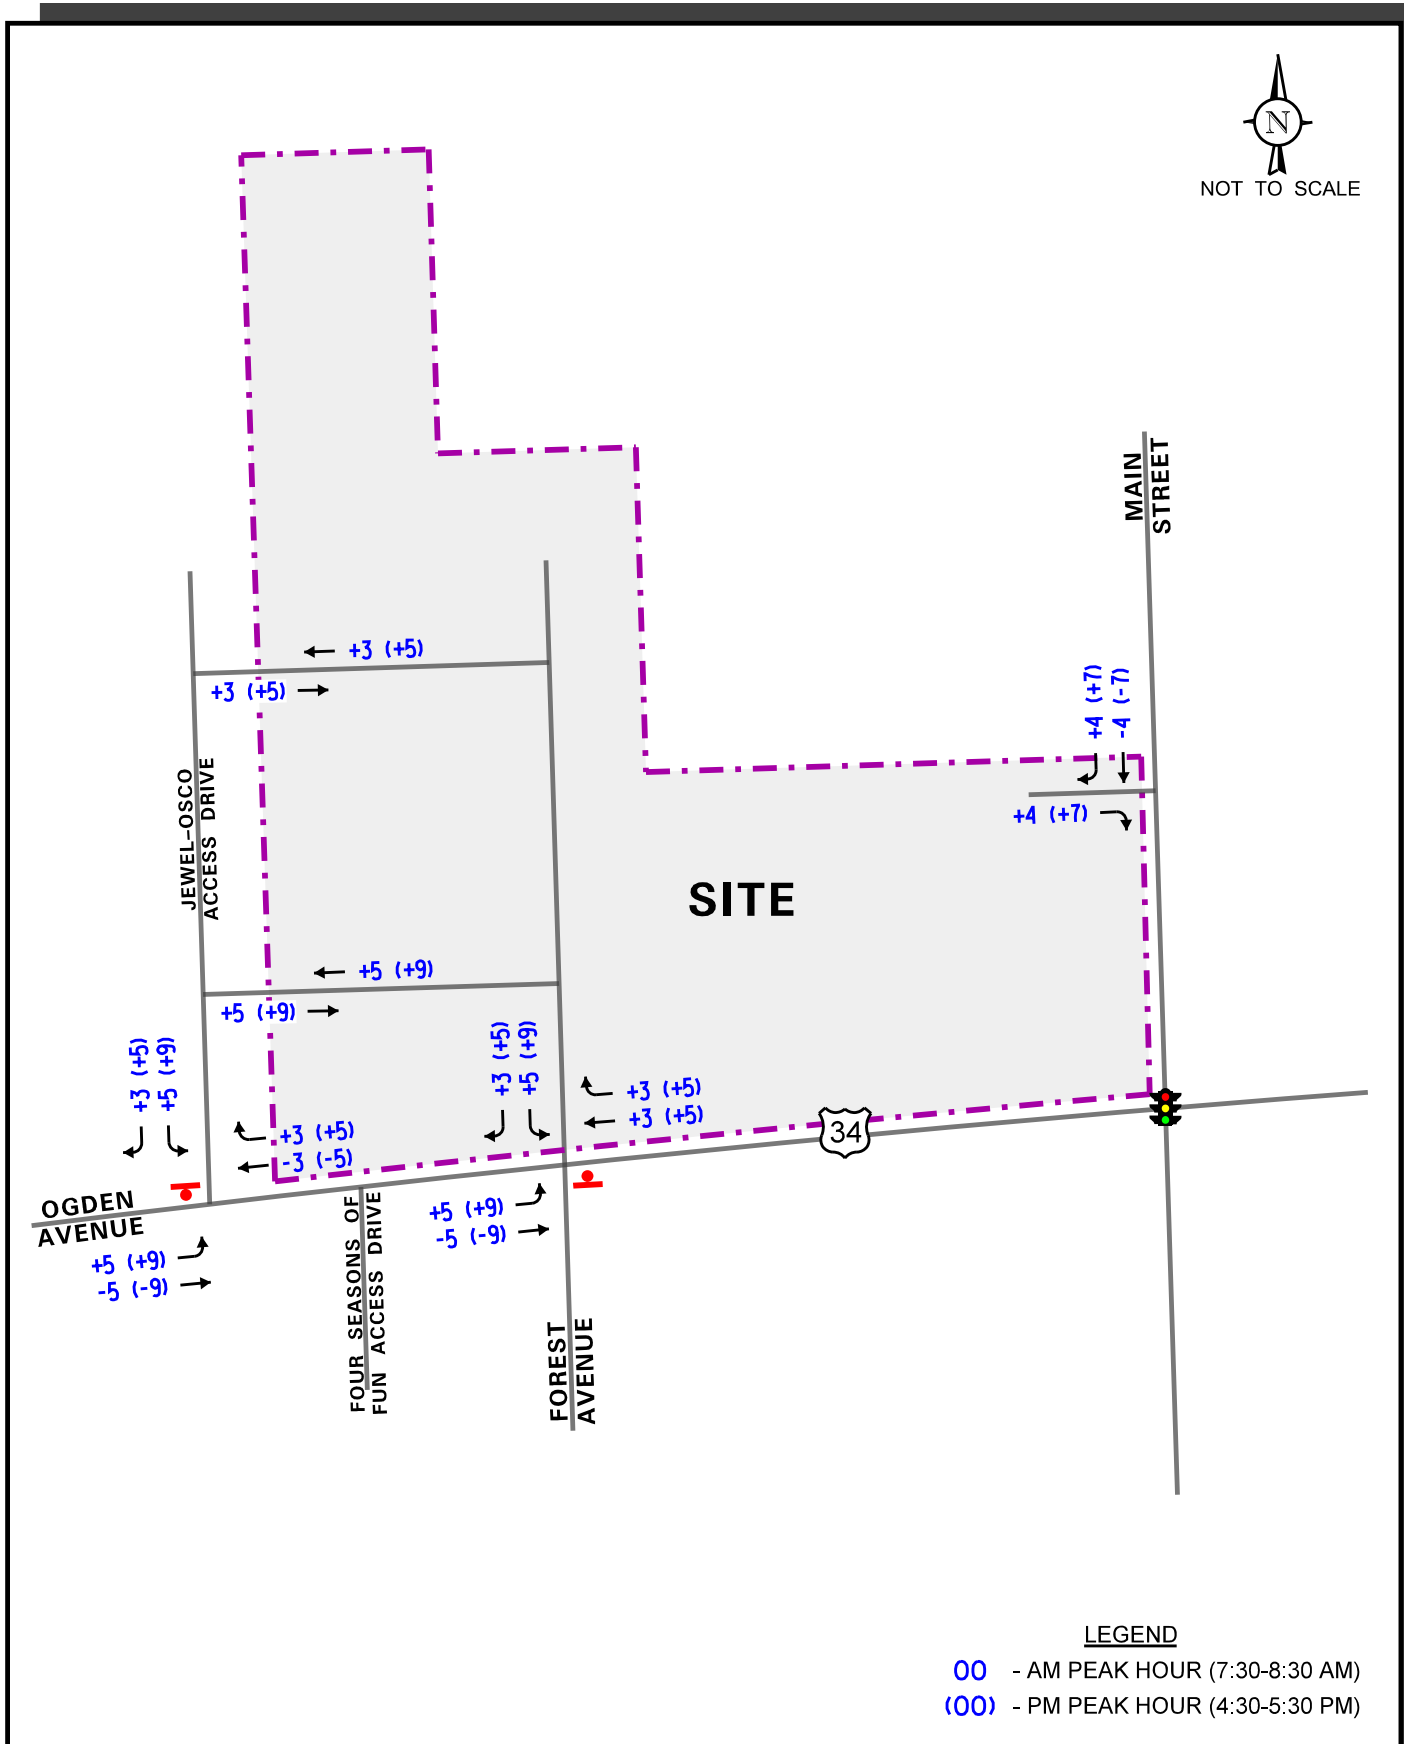 N
NOT TO SCALE
MAIN
STREET
+3 (+5)
+3 (+5)
+4 (+7)
-4 (-7)
+4 (+7)
JEWEL-OSCO
ACCESS DRIVE
SITE
+5 (+9)
+5 (+9)
+3 (+5)
+5 (+9)
+3 (+5)
+5 (+9)
+3 (+5)
+3 (+5)
34
+3 (+5)
-3 (-5)
OGDEN
AVENUE
+5 (+9)
-5 (-9)
+5 (+9)
-5 (-9)
FOUR SEASONS OF
FUN ACCESS DRIVE
FOREST
AVENUE
LEGEND
00 - AM PEAK HOUR (7:30-8:30 AM)
(00) - PM PEAK HOUR (4:30-5:30 PM)